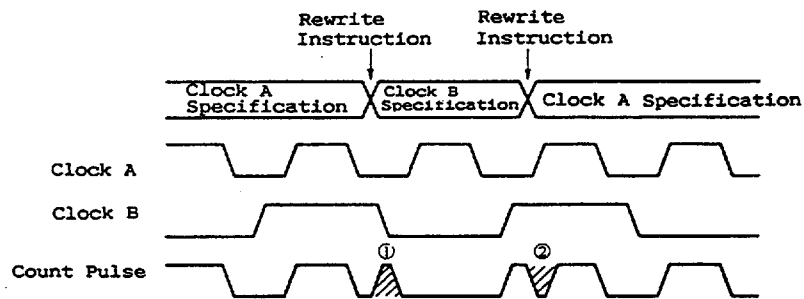 Rewrite Instruction
Rewrite Instruction
Clock A Specification
Clock B Specification
Clock A Specification
Clock A
Clock B
① ②
Count Pulse